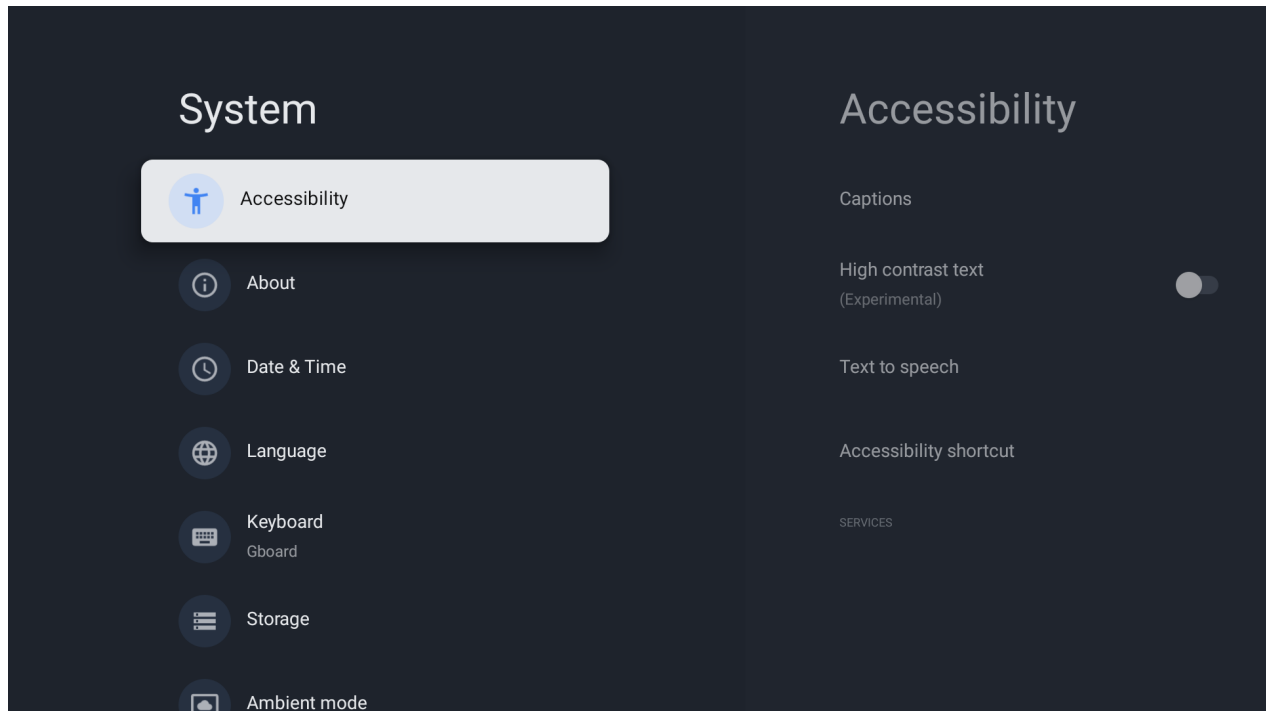 System
Accessibility
About
Date & Time
Language
Keyboard
Gboard
Storage
Ambient mode
Accessibility
Captions
High contrast text
(Experimental)
Text to speech
Accessibility shortcut
SERVICES